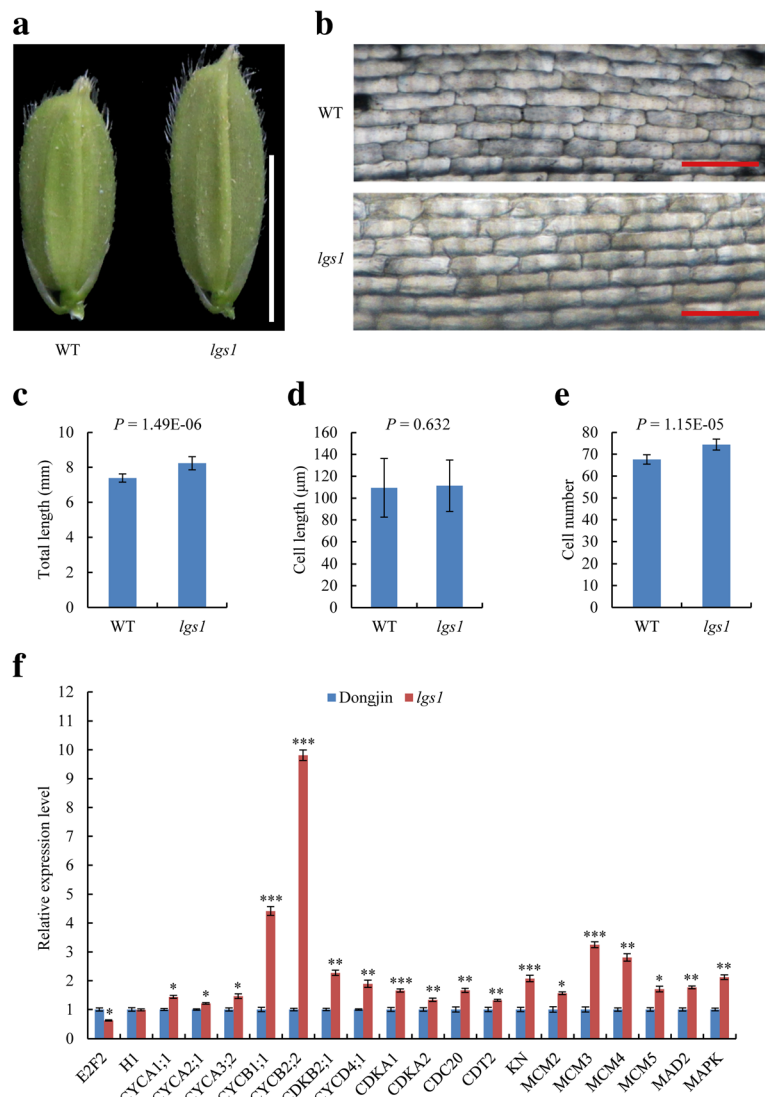 a
b
WT
lgs1
WT
lgs1
c
d
e
P = 1.49E-06
P = 0.632
P = 1.15E-05
Total length (mm)
10
8
6
4
2
0
WT
lgs1
Cell length (μm)
160
140
120
100
80
60
40
20
0
WT
lgs1
Cell number
80
70
60
50
40
30
20
10
0
WT
lgs1
f
Dongjin
lgs1
Relative expression level
12
11
10
9
8
7
6
5
4
3
2
1
0
*
*
*
*
***
***
**
**
***
**
**
**
***
*
***
**
*
**
**
E2F2
H1
CYCA1;1
CYCA2;1
CYCA3;2
CYCB1;1
CYCB2;2
CDKB2;1
CYCD4;1
CDKA1
CDKA2
CDC20
CDT2
KN
MCM2
MCM3
MCM4
MCM5
MAD2
MAPK